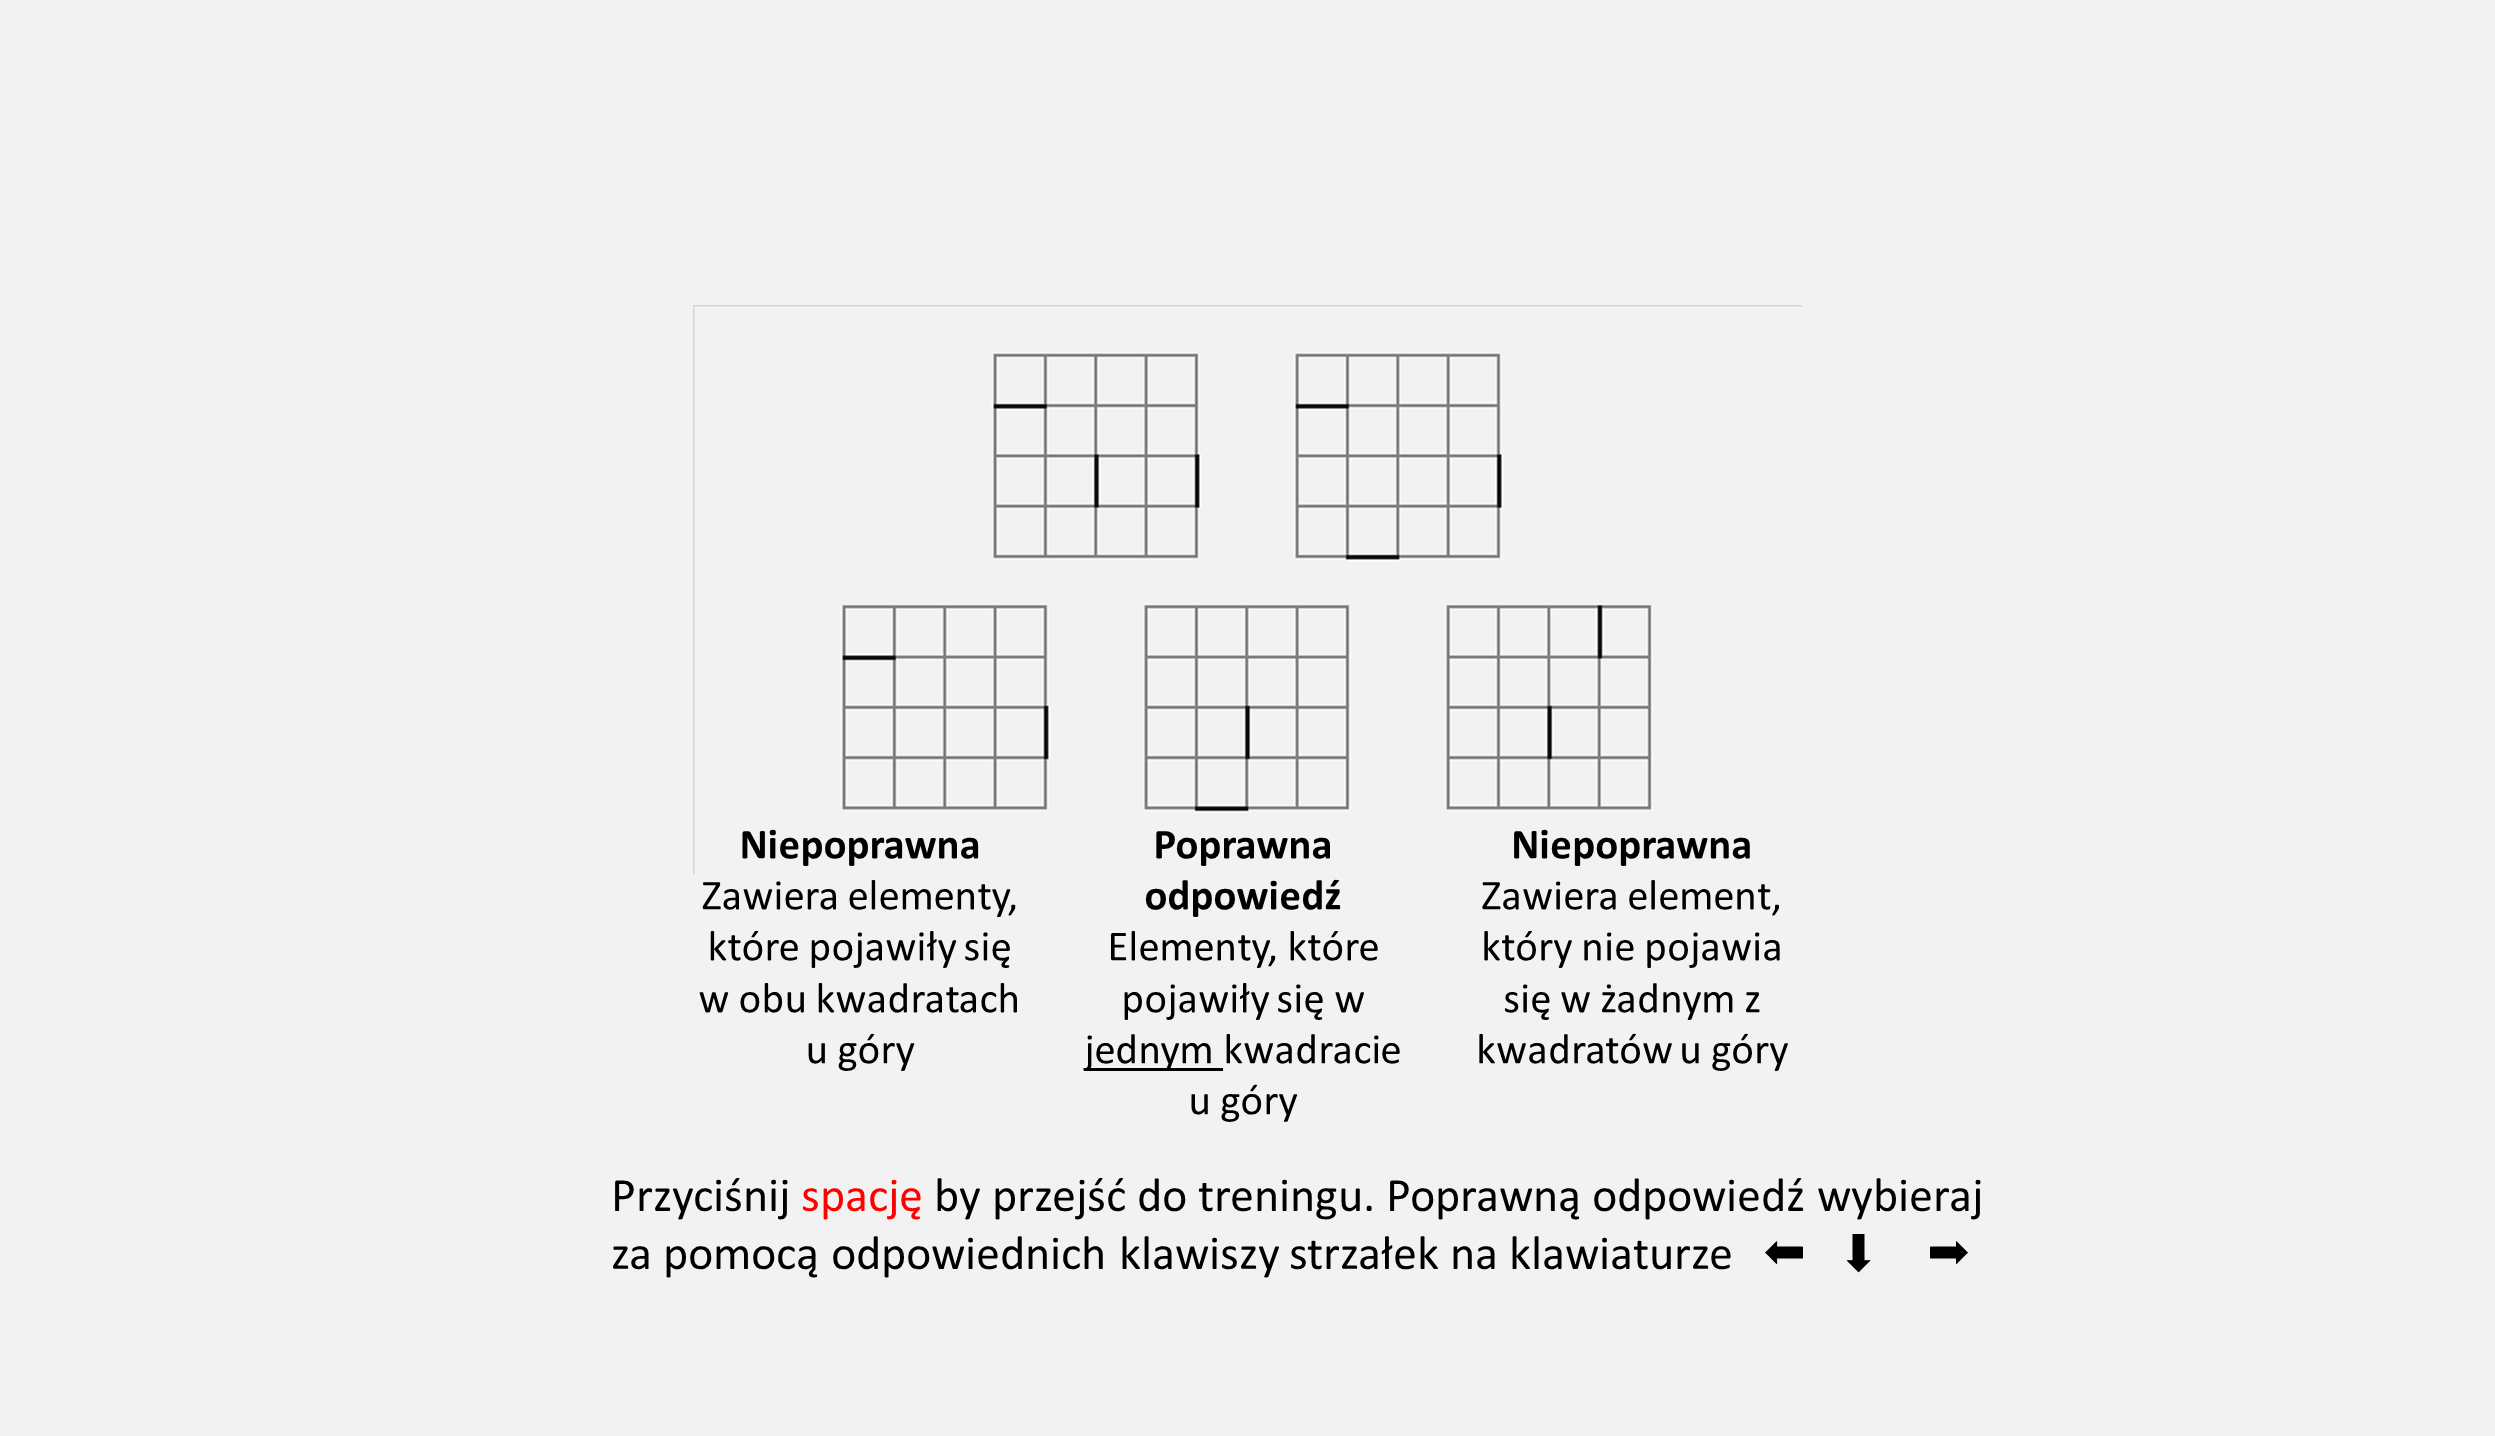 Niepoprawna
Zawiera elementy,
które pojawiły się
w obu kwadratach
u góry
Poprawna
odpowiedź
Elementy, które
pojawiły się w
jednym kwadracie
u góry
Niepoprawna
Zawiera element,
który nie pojawia
się w żadnym z
kwadratów u góry
Przyciśnij spację by przejść do treningu. Poprawną odpowiedź wybieraj
za pomocą odpowiednich klawiszy strzałek na klawiaturze